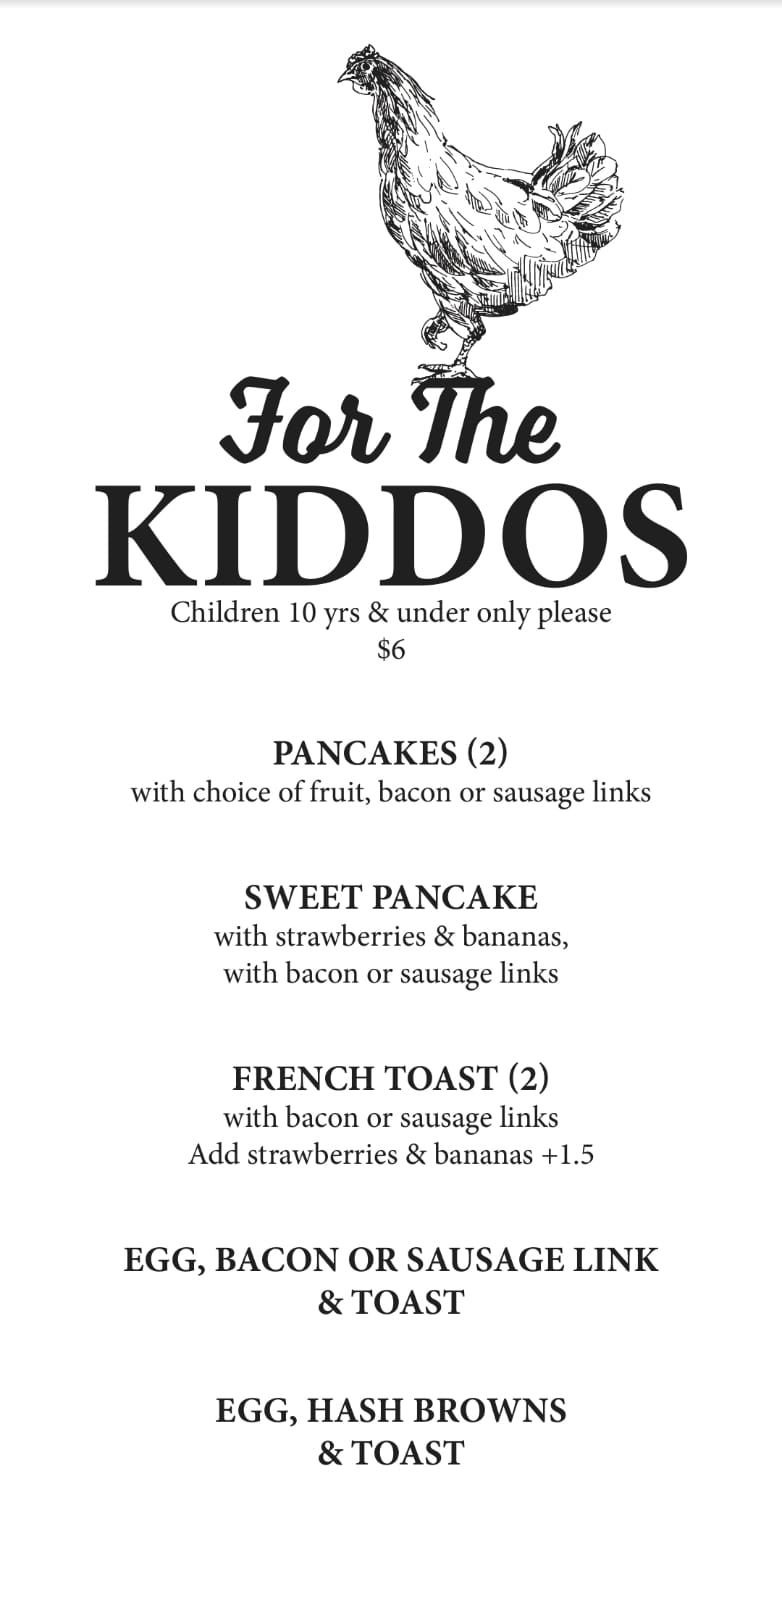 For The
KIDDOS
Children 10 yrs & under only please
$6
PANCAKES (2)
with choice of fruit, bacon or sausage links
SWEET PANCAKE
with strawberries & bananas,
with bacon or sausage links
FRENCH TOAST (2)
with bacon or sausage links
Add strawberries & bananas +1.5
EGG, BACON OR SAUSAGE LINK
& TOAST
EGG, HASH BROWNS
& TOAST